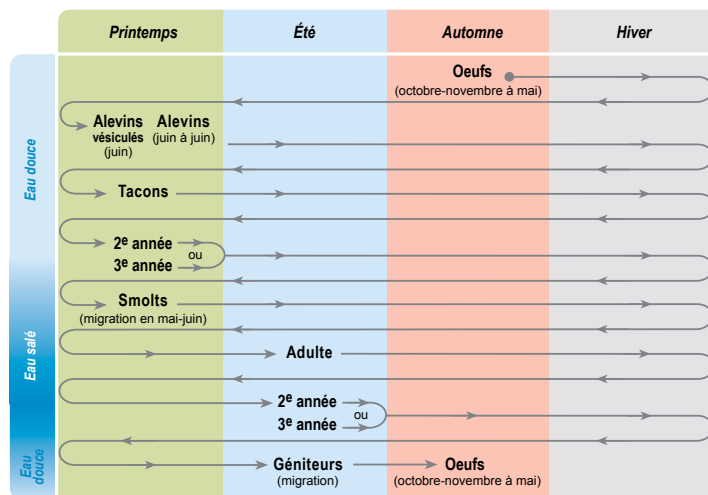 Printemps Été Automne Hiver
Oeufs
(octobre-novembre à mai)
Alevins Alevins
vésiculés (juin à juin)
(juin)
Eau douce
Tacons
2e année
ou
3e année
Smolts
(migration en mai-juin)
Eau salé
Adulte
2e année
ou
3e année
Eau
douce
Géniteurs Oeufs
(migration) (octobre-novembre à mai)